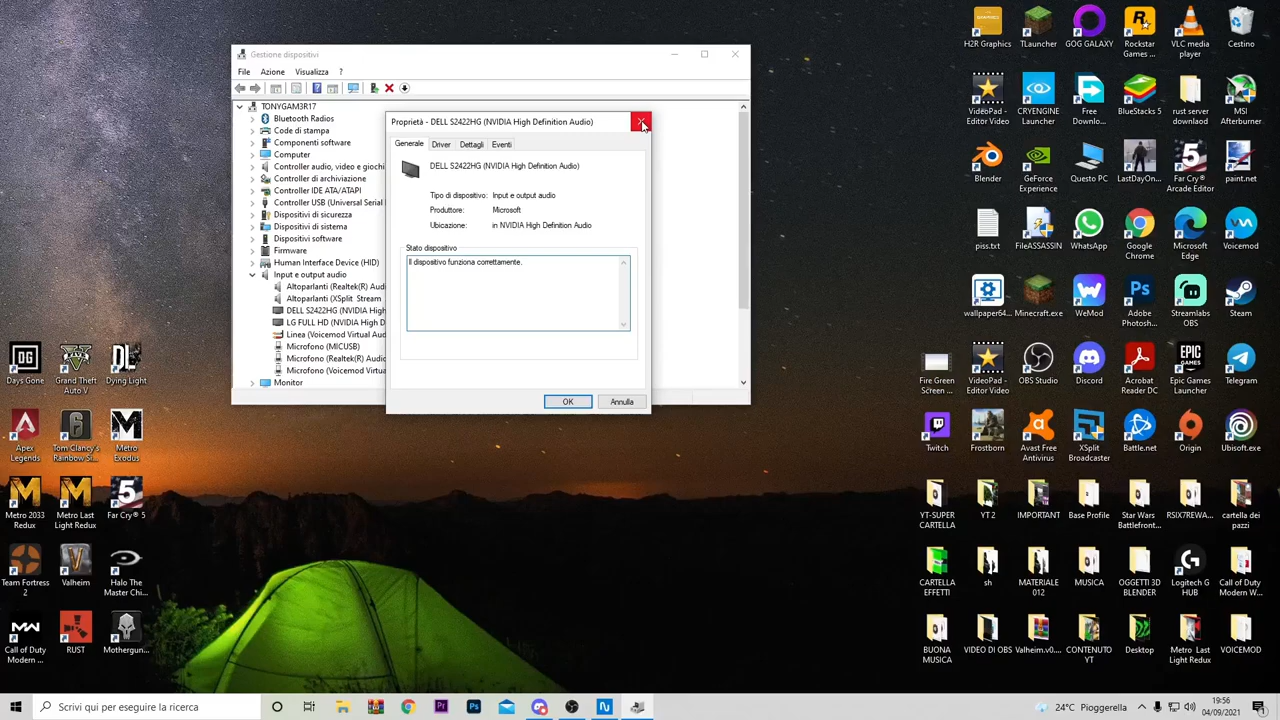 Gestione dispositivi
File Azione Visualizza ?
TONYGAM3R17
Bluetooth Radios
Code di stampa
Componenti software
Computer
Controller audio, video e giochi
Controller di archiviazione
Controller IDE ATA/ATAPI
Controller USB (Universal Serial
Dispositivi di sicurezza
Dispositivi di sistema
Dispositivi software
Firmware
Human Interface Device (HID)
Input e output audio
Altoparlanti (Realtek(R) Audi
Altoparlanti (XSplit Stream
DELL S2422HG (NVIDIA High
LG FULL HD (NVIDIA High D
Linea (Voicemod Virtual Aud
Microfono (MICUSB)
Microfono (Realtek(R) Audio
Microfono (Voicemod Virtua
Monitor
Proprietà - DELL S2422HG (NVIDIA High Definition Audio)
Generale Driver Dettagli Eventi
DELL S2422HG (NVIDIA High Definition Audio)
Tipo di dispositivo: Input e output audio
Produttore: Microsoft
Ubicazione: in NVIDIA High Definition Audio
Stato dispositivo
Il dispositivo funziona correttamente.
OK Annulla
Days Gone
Grand Theft
Auto V
Dying Light
Apex
Legends
Tom Clancy's
Rainbow Si...
Metro
Exodus
Metro 2033
Redux
Metro Last
Light Redux
Far Cry® 5
Team Fortress
2
Valheim
Halo The
Master Chi...
Call of Duty
Modern ...
RUST
Mothergun...
H2R Graphics
TLauncher
GOG GALAXY
Rockstar
Games ...
VLC media
player
Cestino
VideoPad -
Editor Video
CRYENGINE
Launcher
Free
Downlo...
BlueStacks 5
rust server
downlaod
MSI
Afterburner
Blender
GeForce
Experience
Questo PC
LastDayOn...
Far Cry ®
Arcade Editor
paint.net
piss.txt
FileASSASSIN
WhatsApp
Google
Chrome
Microsoft
Edge
Voicemod
wallpaper64...
Minecraft.exe
WeMod
Adobe
Photosh...
Streamlabs
OBS
Steam
Fire Green
Screen ...
VideoPad -
Editor Video
OBS Studio
Discord
Acrobat
Reader DC
Epic Games
Launcher
Telegram
Twitch
Frostborn
Avast Free
Antivirus
XSplit
Broadcaster
Battle.net
Origin
Ubisoft.exe
YT-SUPER
CARTELLA
YT 2
IMPORTANT
Base Profile
Star Wars
Battlefront...
RSIX7REWA...
cartella dei
pazzi
CARTELLA
EFFETTI
sh
MATERIALE
012
MUSICA
OGGETTI 3D
BLENDER
Logitech G
HUB
Call of Duty
Modern W...
BUONA
MUSICA
VIDEO DI OBS
Valheim.v0....
CONTENUTO
YT
Desktop
Metro Last
Light Redux
VOICEMOD
Scrivi qui per eseguire la ricerca
24°C Pioggerella
19:56
04/09/2021